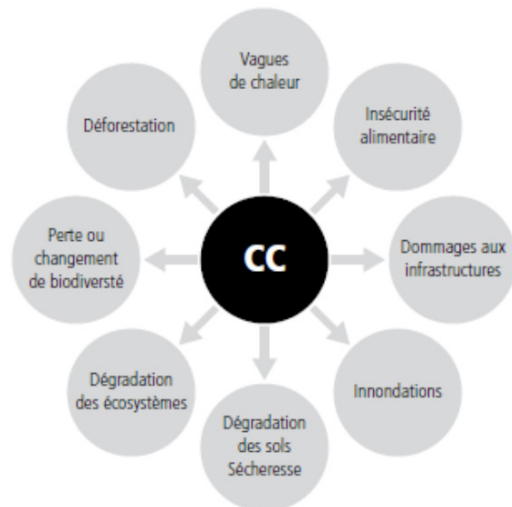 Vagues
de chaleur
Insécurité
alimentaire
Dommages aux
infrastructures
Innondations
Dégradation
des sols
Sécheresse
Dégradation
des écosystèmes
Perte ou
changement
de biodiversté
Déforestation
CC